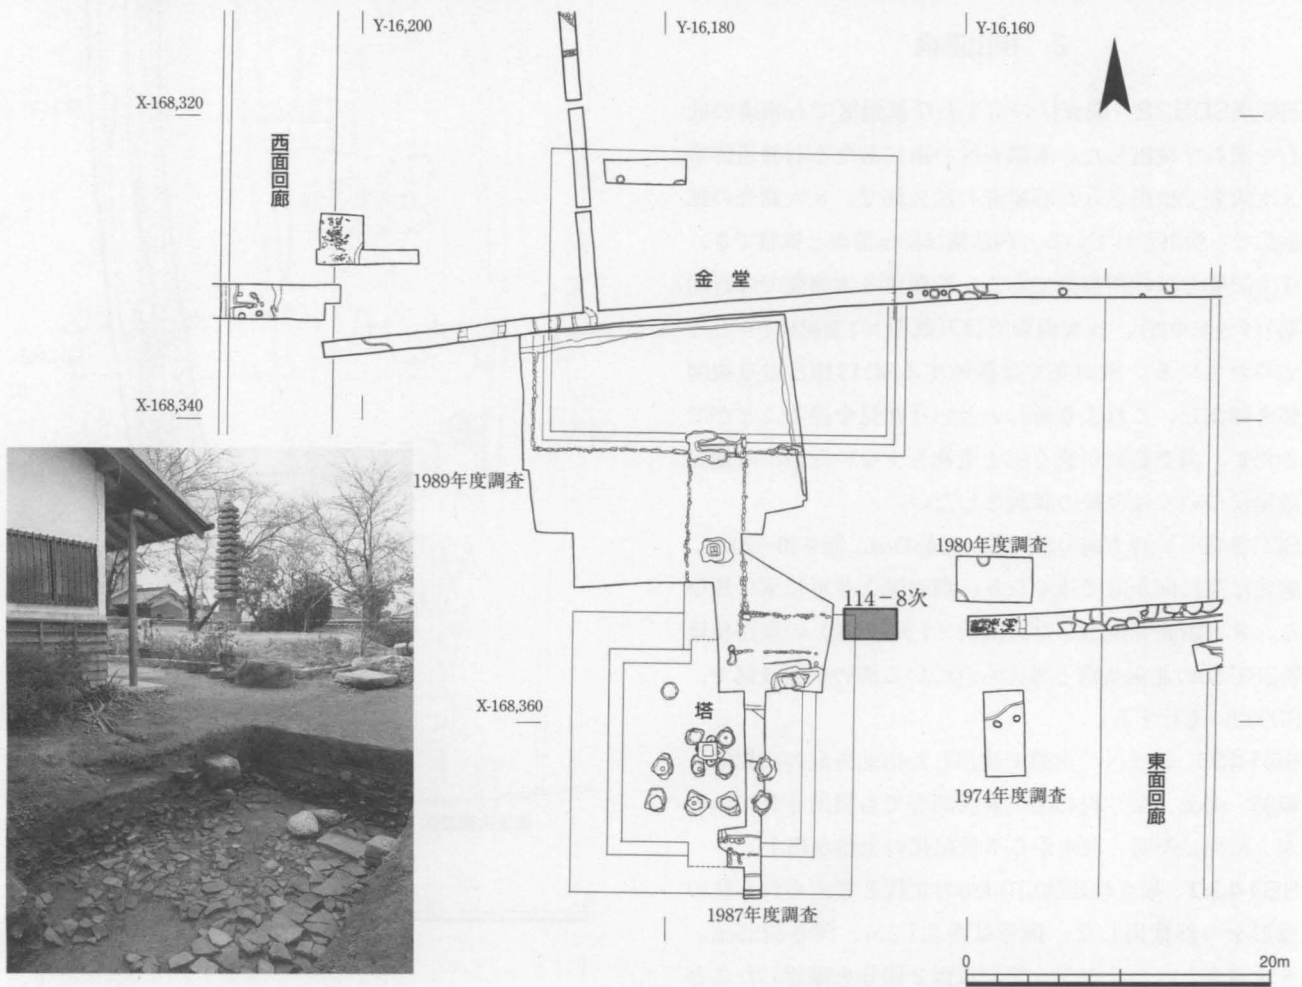 Y-16,200
Y-16,180
Y-16,160
X-168,320
西面回廊
金堂
X-168,340
1989年度調査
1980年度調査
114−8次
X-168,360
塔
東面回廊
1974年度調査
1987年度調査
0
20m